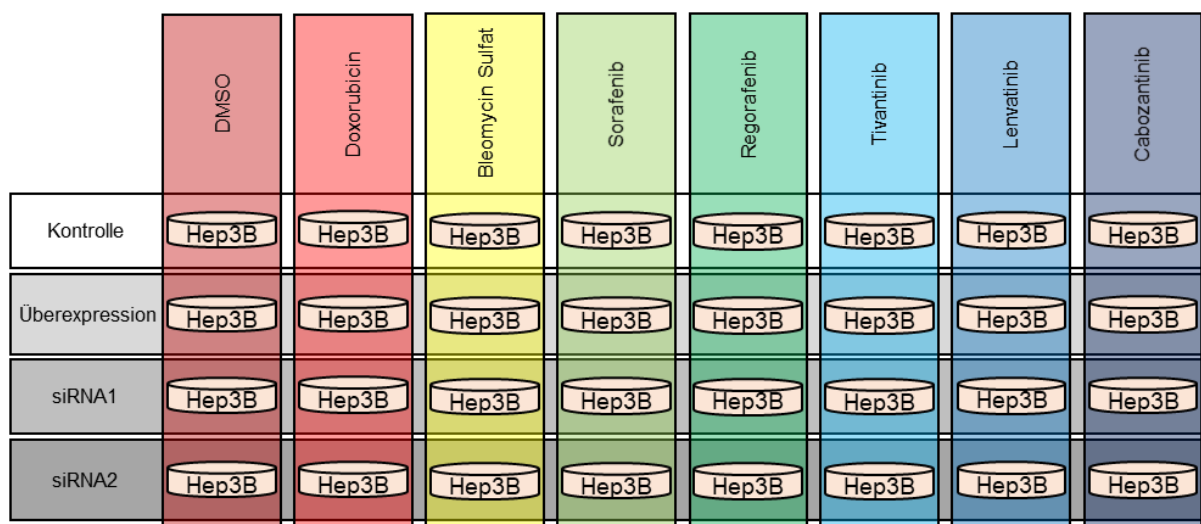 DMSO
Doxorubicin
Bleomycin Sulfat
Sorafenib
Regorafenib
Tivantinib
Lenvatinib
Cabozantinib
Kontrolle
Hep3B Hep3B Hep3B Hep3B Hep3B Hep3B Hep3B Hep3B
Überexpression
Hep3B Hep3B Hep3B Hep3B Hep3B Hep3B Hep3B Hep3B
siRNA1
Hep3B Hep3B Hep3B Hep3B Hep3B Hep3B Hep3B Hep3B
siRNA2
Hep3B Hep3B Hep3B Hep3B Hep3B Hep3B Hep3B Hep3B